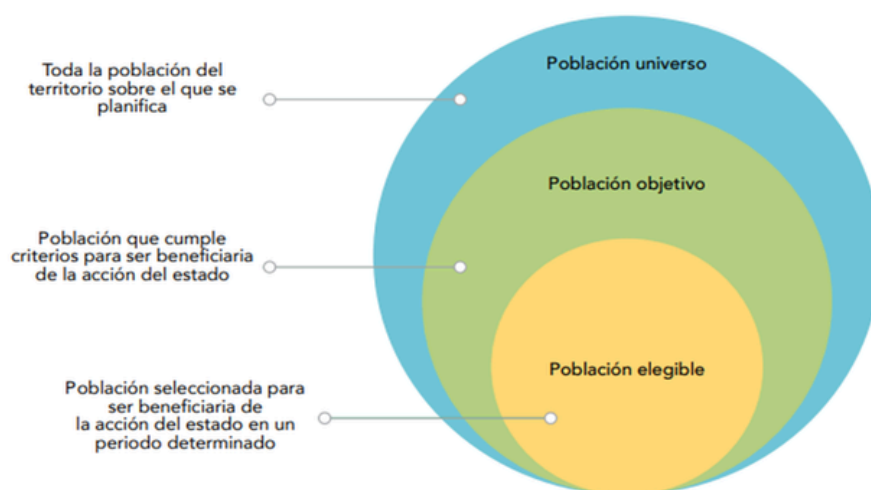 Toda la población del
territorio sobre el que se
planifica
Población universo
Población que cumple
criterios para ser beneficiaria
de la acción del estado
Población objetivo
Población seleccionada para
ser beneficiaria de
la acción del estado en un
periodo determinado
Población elegible